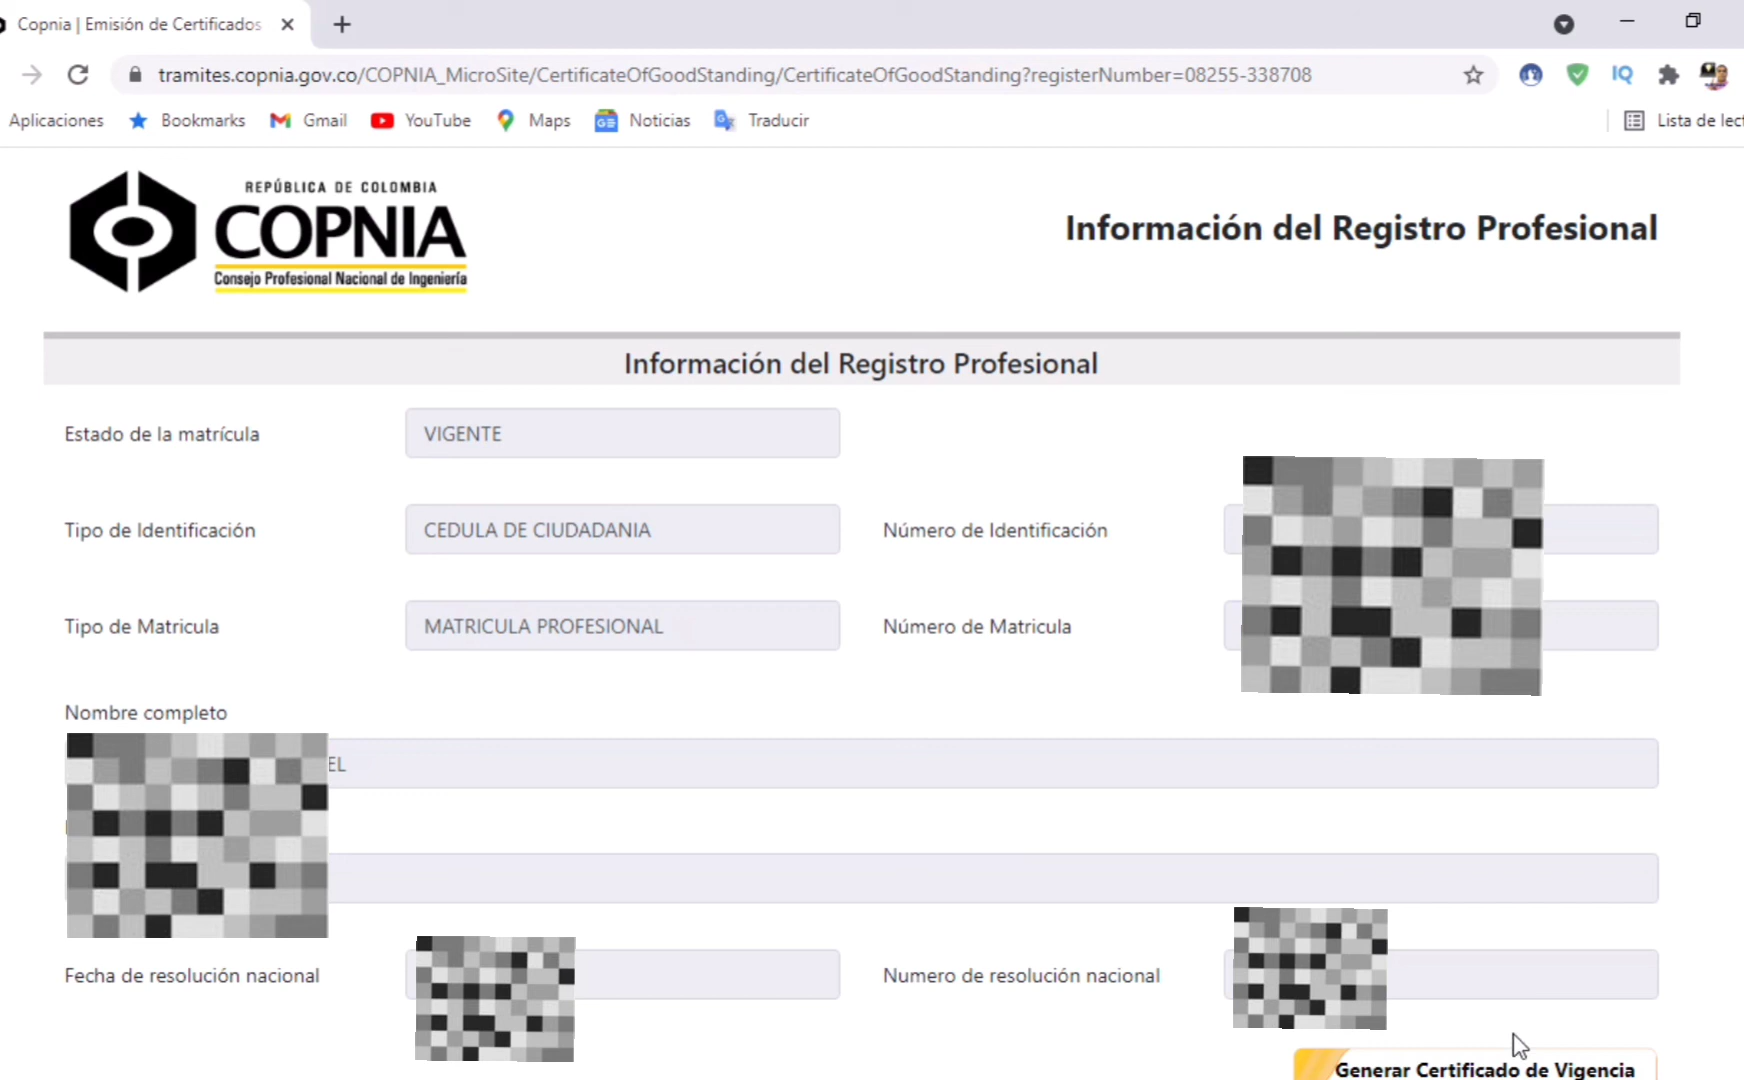 Copnia | Emisión de Certificados
tramites.copnia.gov.co/COPNIA_MicroSite/CertificateOfGoodStanding/CertificateOfGoodStanding?registerNumber=08255-338708
IQ
Aplicaciones Bookmarks Gmail YouTube Maps Noticias Traducir Lista de lect
REPÚBLICA DE COLOMBIA
COPNIA
Consejo Profesional Nacional de Ingeniería
Información del Registro Profesional
Información del Registro Profesional
Estado de la matrícula VIGENTE
Tipo de Identificación CEDULA DE CIUDADANIA Número de Identificación
Tipo de Matricula MATRICULA PROFESIONAL Número de Matricula
Nombre completo
EL
Fecha de resolución nacional Numero de resolución nacional
Generar Certificado de Vigencia